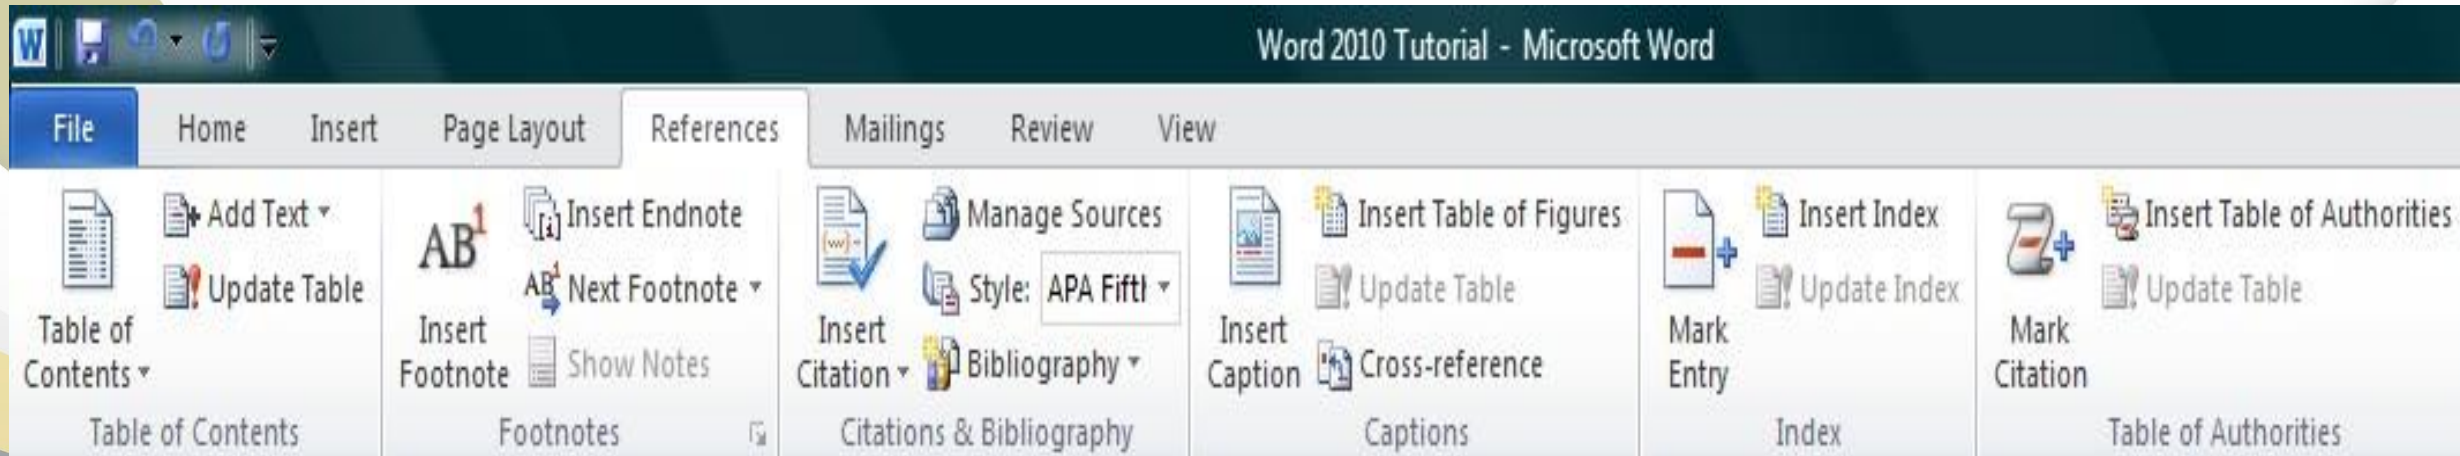 Word 2010 Tutorial - Microsoft Word
File Home Insert Page Layout References Mailings Review View
Table of
Contents
Add Text
Update Table
Table of Contents
AB1
Insert
Footnote
Insert Endnote
AB1 Next Footnote
Show Notes
Footnotes
Insert
Citation
Manage Sources
Style: APA Fift
Bibliography
Citations & Bibliography
Insert
Caption
Insert Table of Figures
Update Table
Cross-reference
Captions
Mark
Entry
Insert Index
Update Index
Index
Mark
Citation
Insert Table of Authorities
Update Table
Table of Authorities